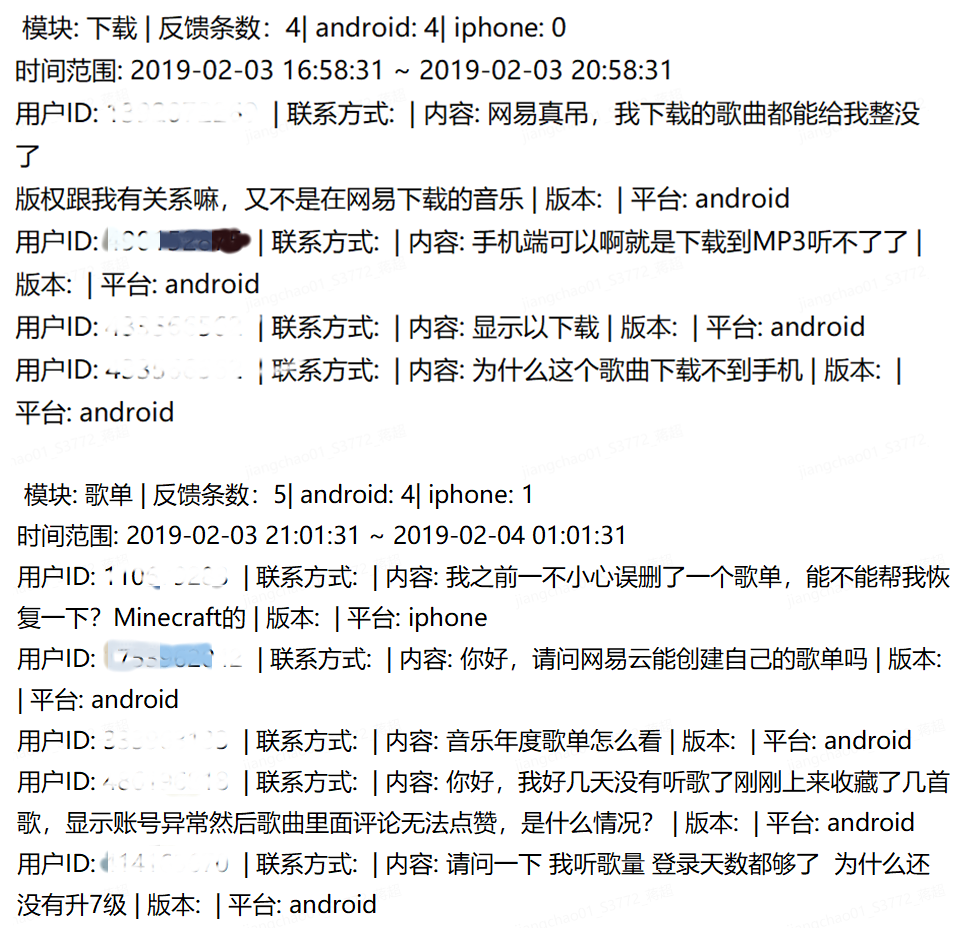 模块: 下载 | 反馈条数：4| android: 4| iphone: 0
时间范围: 2019-02-03 16:58:31 ~ 2019-02-03 20:58:31
用户ID: | 联系方式: | 内容: 网易真吊，我下载的歌曲都能给我整没
了
版权跟我有关系嘛，又不是在网易下载的音乐 | 版本: | 平台: android
用户ID: | 联系方式: | 内容: 手机端可以啊就是下载到MP3听不了了 |
版本: | 平台: android
用户ID: | 联系方式: | 内容: 显示以下载 | 版本: | 平台: android
用户ID: | 联系方式: | 内容: 为什么这个歌曲下载不到手机 | 版本: |
平台: android
模块: 歌单 | 反馈条数：5| android: 4| iphone: 1
时间范围: 2019-02-03 21:01:31 ~ 2019-02-04 01:01:31
用户ID: | 联系方式: | 内容: 我之前一不小心误删了一个歌单，能不能帮我恢
复一下？Minecraft的 | 版本: | 平台: iphone
用户ID: | 联系方式: | 内容: 你好，请问网易云能创建自己的歌单吗 | 版本:
| 平台: android
用户ID: | 联系方式: | 内容: 音乐年度歌单怎么看 | 版本: | 平台: android
用户ID: | 联系方式: | 内容: 你好，我好几天没有听歌了刚刚上来收藏了几首
歌，显示账号异常然后歌曲里面评论无法点赞，是什么情况？ | 版本: | 平台: android
用户ID: | 联系方式: | 内容: 请问一下 我听歌量 登录天数都够了 为什么还
没有升7级 | 版本: | 平台: android